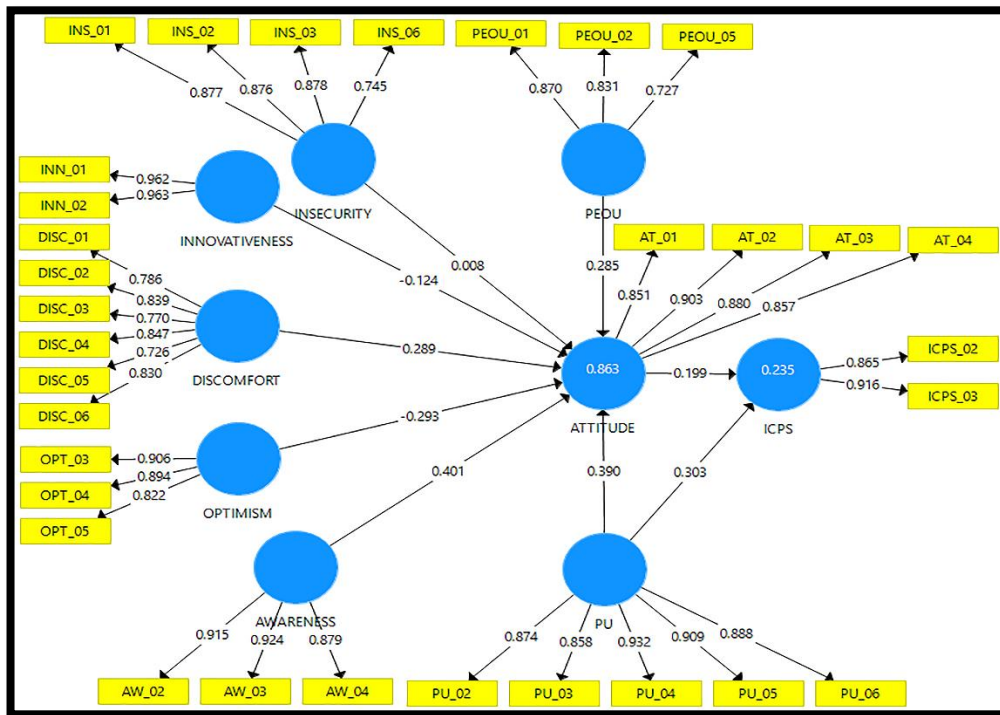 INS_01
INS_02
INS_03
INS_06
PEOU_01
PEOU_02
PEOU_05
0.877
0.876
0.878
0.745
0.870
0.831
0.727
INN_01
INN_02
0.962
0.963
INNOVATIVENESS
INSECURITY
PEOU
DISC_01
DISC_02
DISC_03
DISC_04
DISC_05
DISC_06
0.786
0.839
0.770
0.847
0.726
0.830
DISCOMFORT
0.008
-0.124
0.285
0.289
-0.293
0.401
0.390
AT_01
AT_02
AT_03
AT_04
0.851
0.903
0.880
0.857
0.863
ATTITUDE
0.199
0.303
0.235
ICPS
0.865
0.916
ICPS_02
ICPS_03
OPT_03
OPT_04
OPT_05
0.906
0.894
0.822
OPTIMISM
AWARENESS
0.915
0.924
0.879
AW_02
AW_03
AW_04
PU
0.874
0.858
0.932
0.909
0.888
PU_02
PU_03
PU_04
PU_05
PU_06